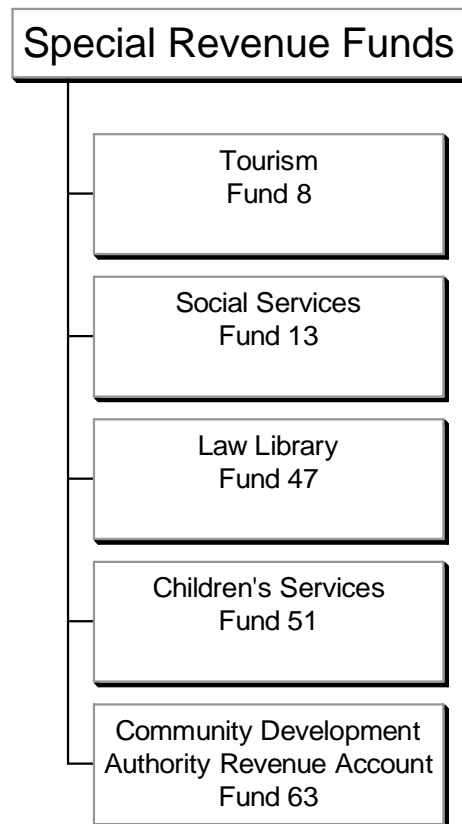 Special Revenue Funds
Tourism
Fund 8
Social Services
Fund 13
Law Library
Fund 47
Children's Services
Fund 51
Community Development
Authority Revenue Account
Fund 63